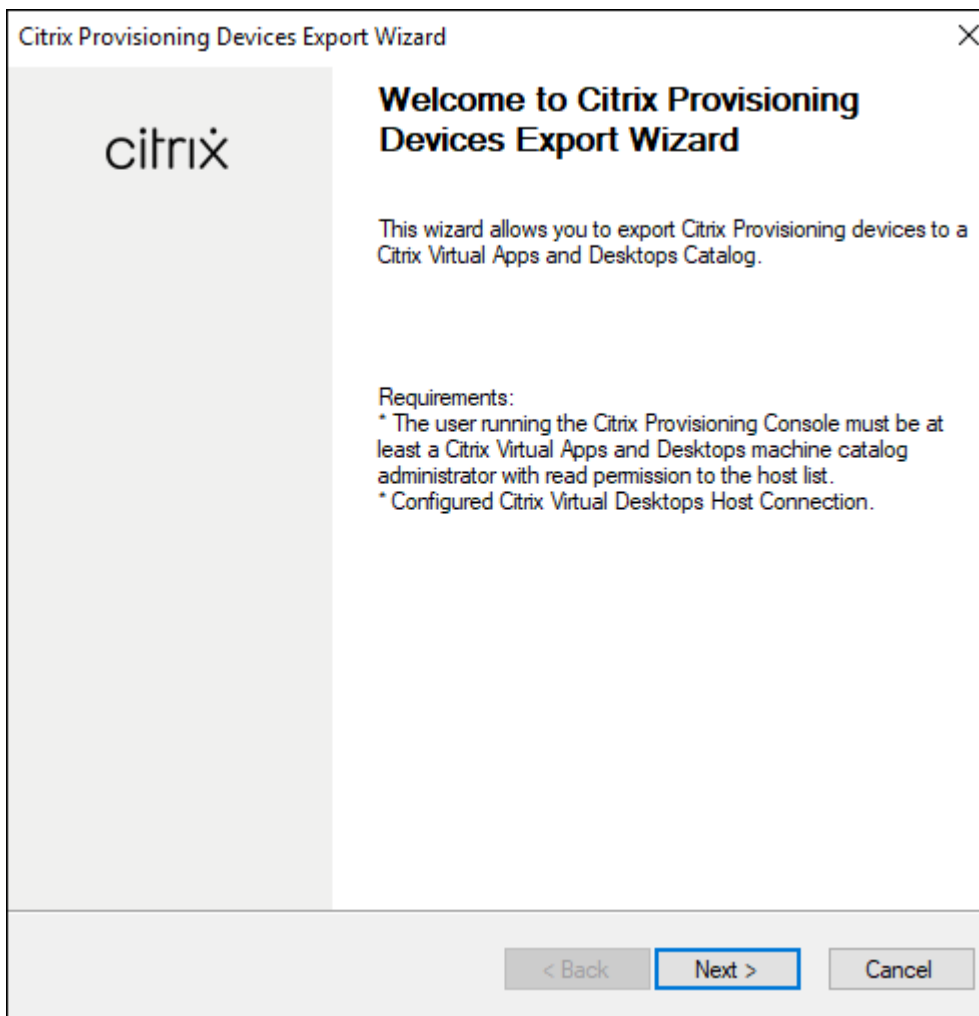 Citrix Provisioning Devices Export Wizard
citrix
Welcome to Citrix Provisioning
Devices Export Wizard
This wizard allows you to export Citrix Provisioning devices to a
Citrix Virtual Apps and Desktops Catalog.
Requirements:
* The user running the Citrix Provisioning Console must be at
least a Citrix Virtual Apps and Desktops machine catalog
administrator with read permission to the host list.
* Configured Citrix Virtual Desktops Host Connection.
< Back
Next >
Cancel